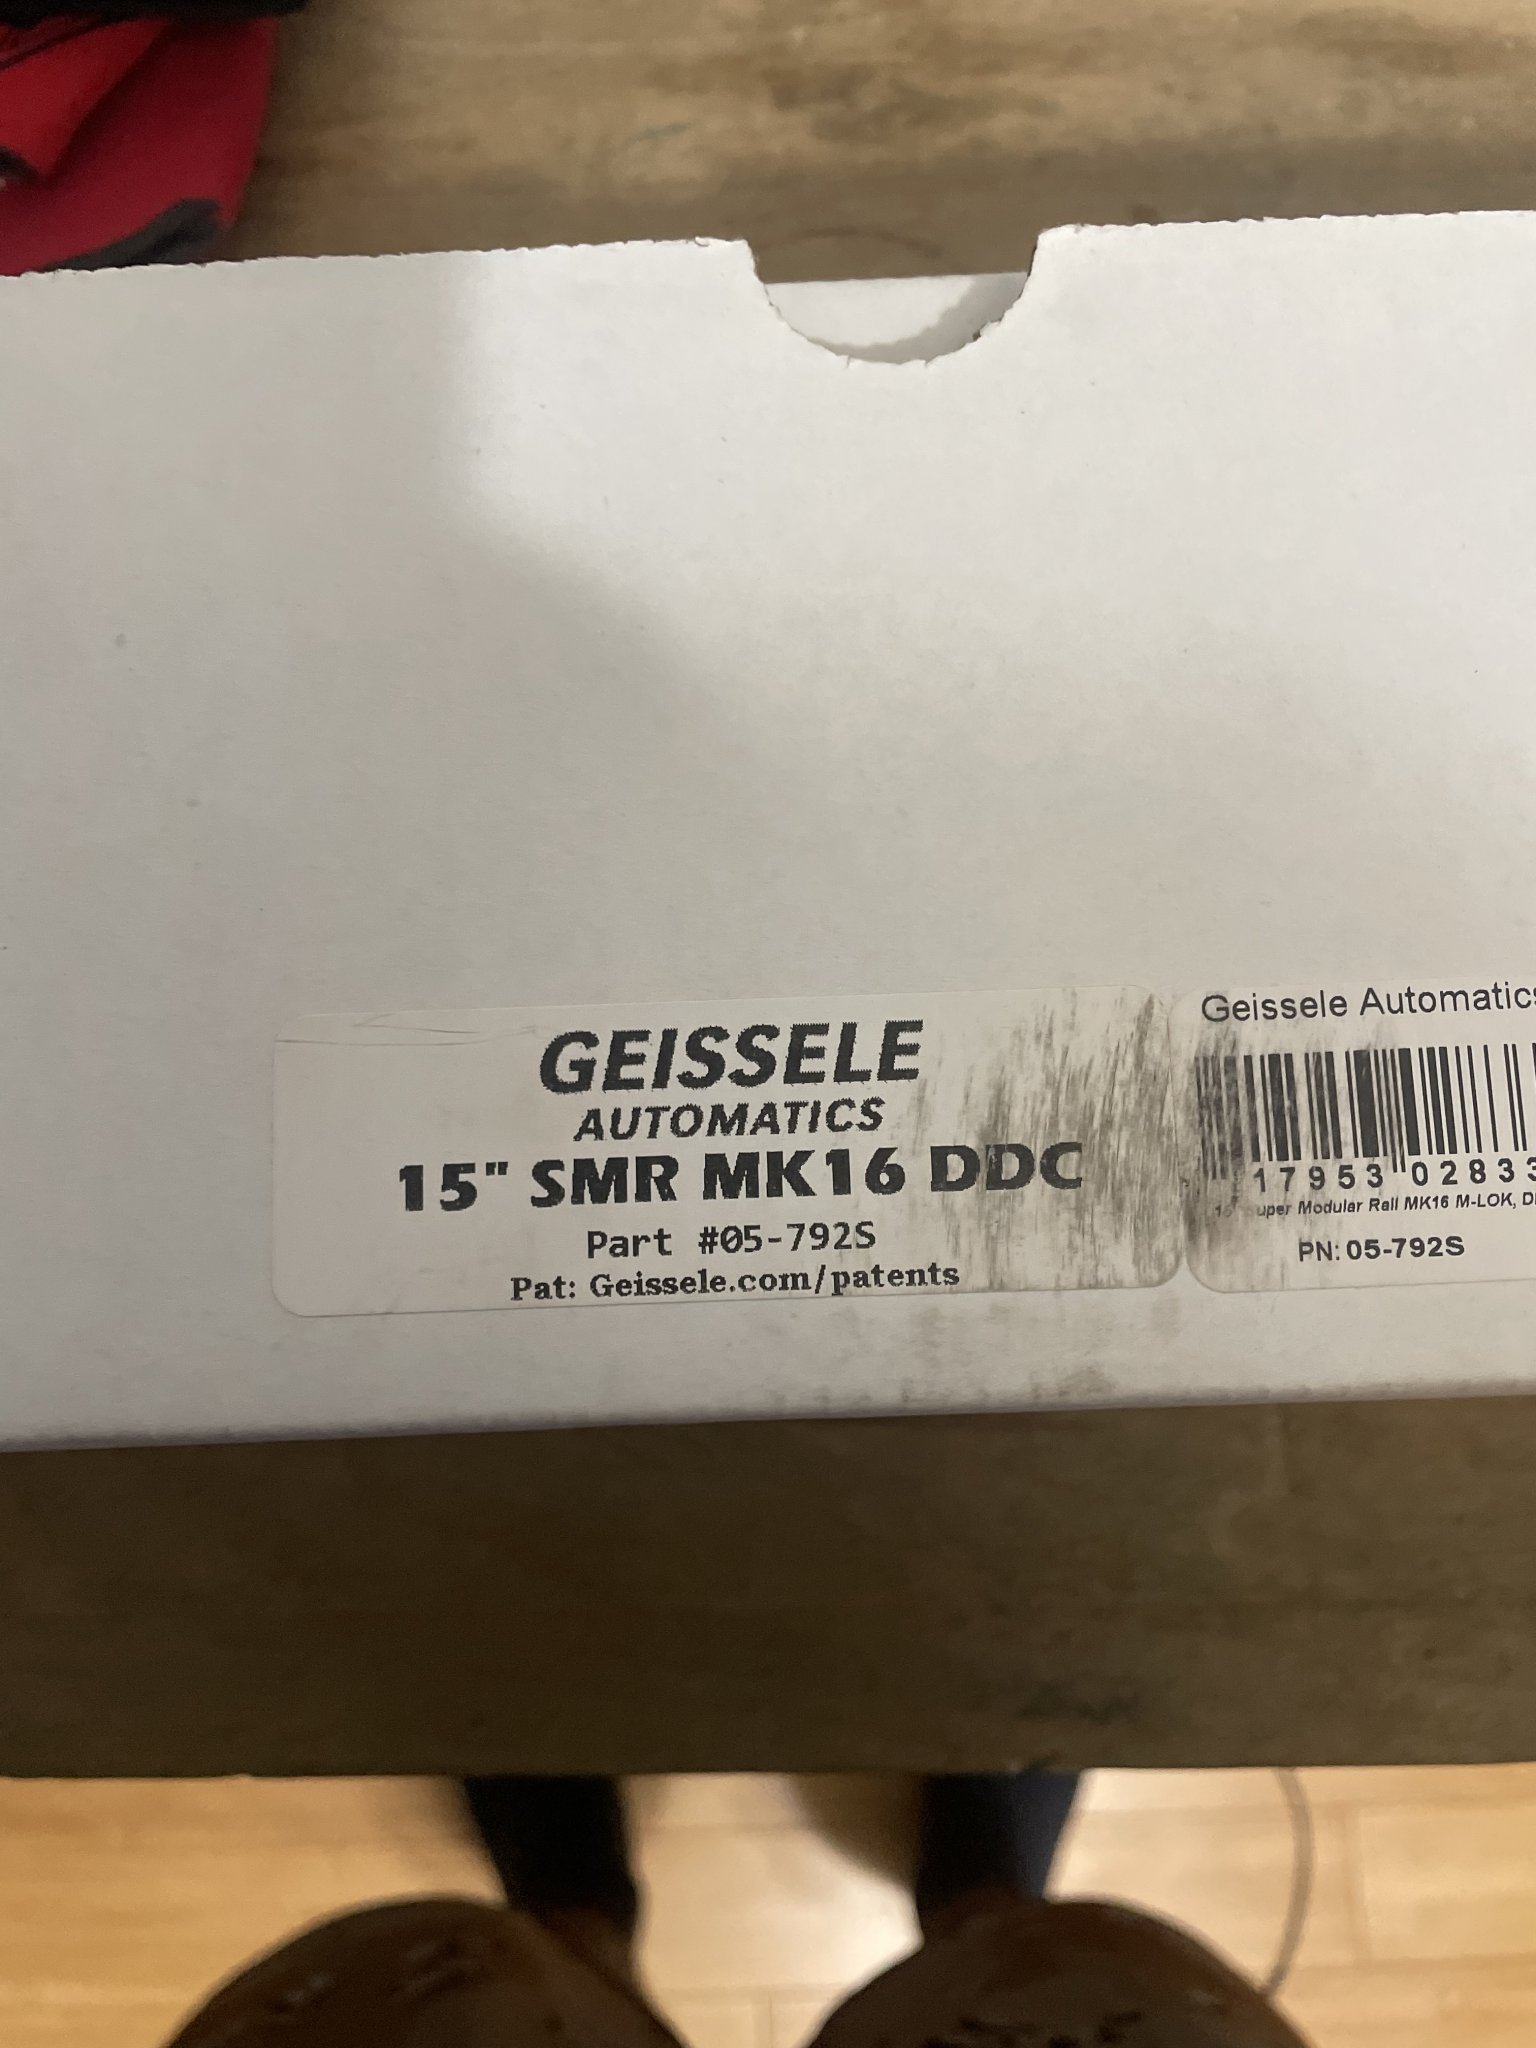 GEISSELE
AUTOMATICS
15" SMR MK16 DDC
Part #05-792S
Pat: Geissele.com/patents
Geissele Automatics
17953 02833
Super Modular Rail MK16 M-LOK,
PN: 05-792S